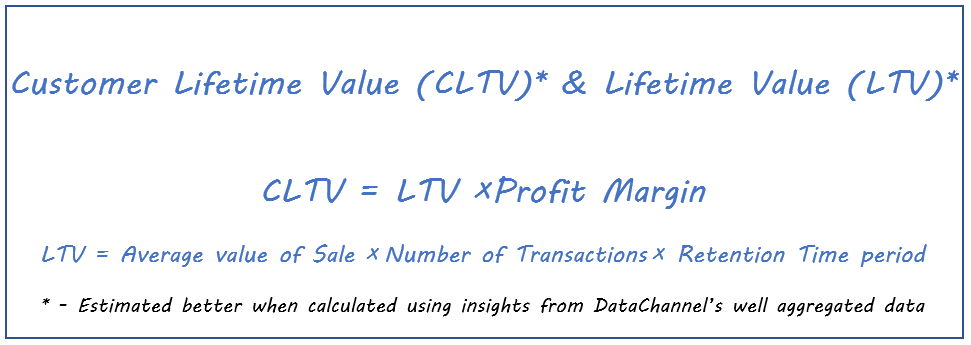 Customer Lifetime Value (CLTV)* & Lifetime Value (LTV)*
CLTV = LTV ×Profit Margin
LTV = Average value of Sale × Number of Transactions × Retention Time period
* - Estimated better when calculated using insights from DataChannel's well aggregated data